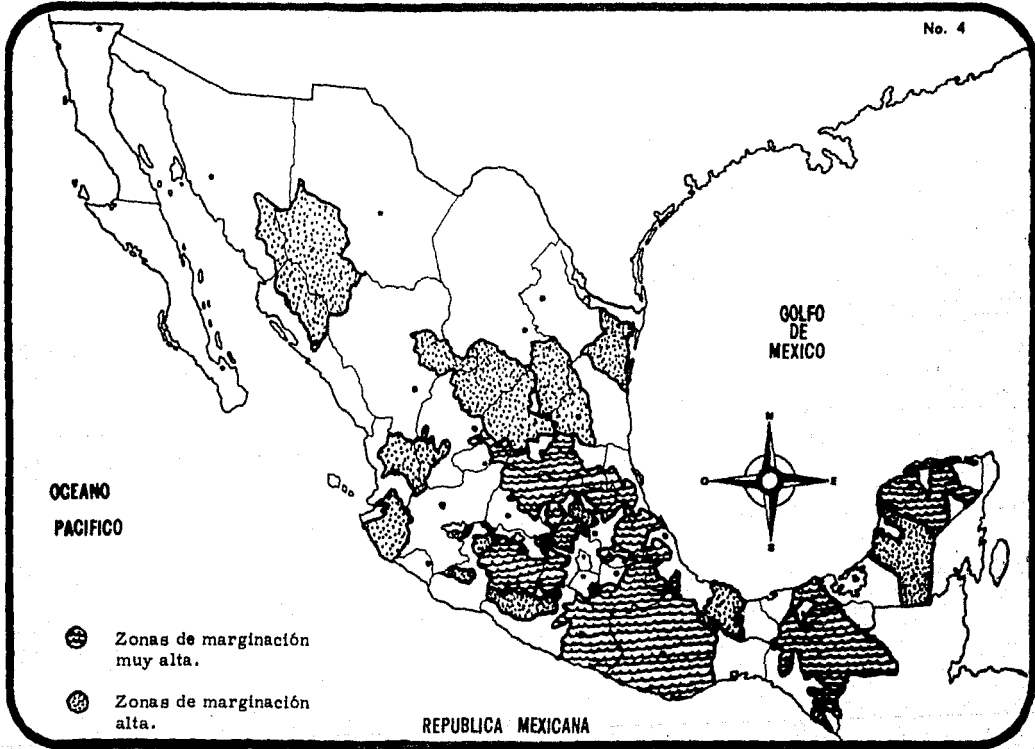 No. 4
GOLFO
DE
MEXICO
N
O
E
S
OCEANO
PACIFICO
Zonas de marginación
muy alta.
Zonas de marginación
alta.
REPUBLICA MEXICANA